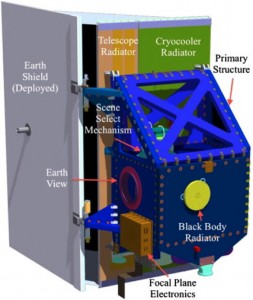 Telescope
Radiator
Cryocooler
Radiator
Primary
Structure
Earth
Shield
(Deployed)
Scene
Select
Mechanism
Earth
View
Black Body
Radiator
Focal Plane
Electronics